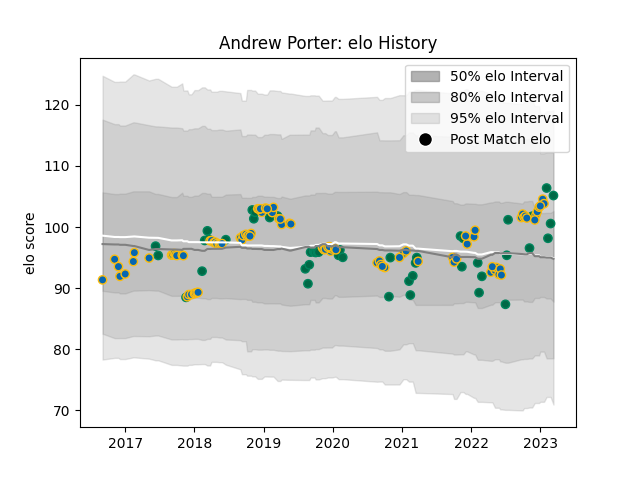 Andrew Porter: elo History
50% elo Interval
80% elo Interval
95% elo Interval
Post Match elo
elo score
120
110
100
90
80
70
2017 2018 2019 2020 2021 2022 2023